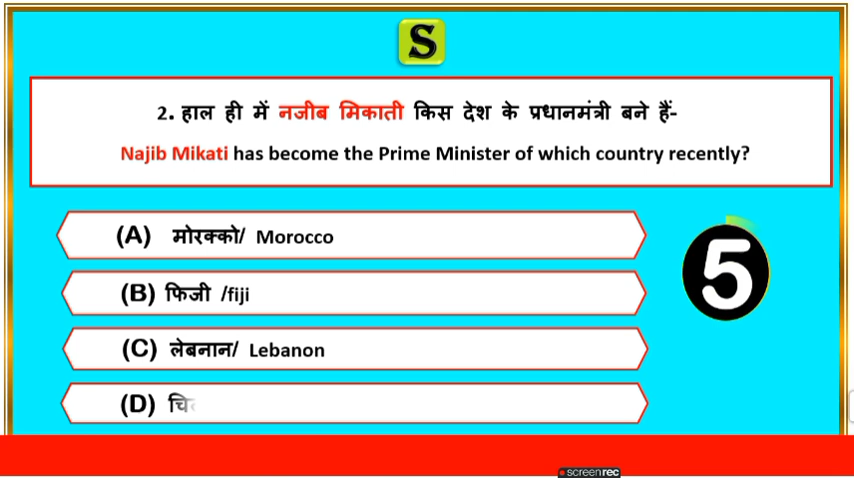 S
2. हाल ही में नजीब मिकाती किस देश के प्रधानमंत्री बने हैं-
Najib Mikati has become the Prime Minister of which country recently?
(A) मोरक्को/ Morocco
5
(B) फिजी /fiji
(C) लेबनान/ Lebanon
(D)
screenrec